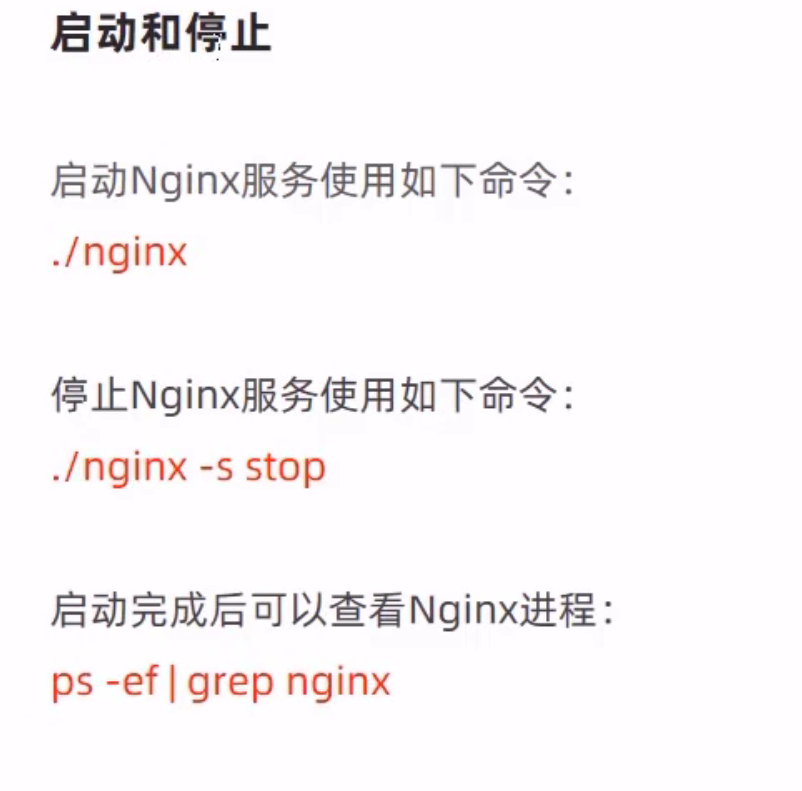 启动和停止
启动Nginx服务使用如下命令：
./nginx
停止Nginx服务使用如下命令：
./nginx -s stop
启动完成后可以查看Nginx进程：
ps -ef | grep nginx